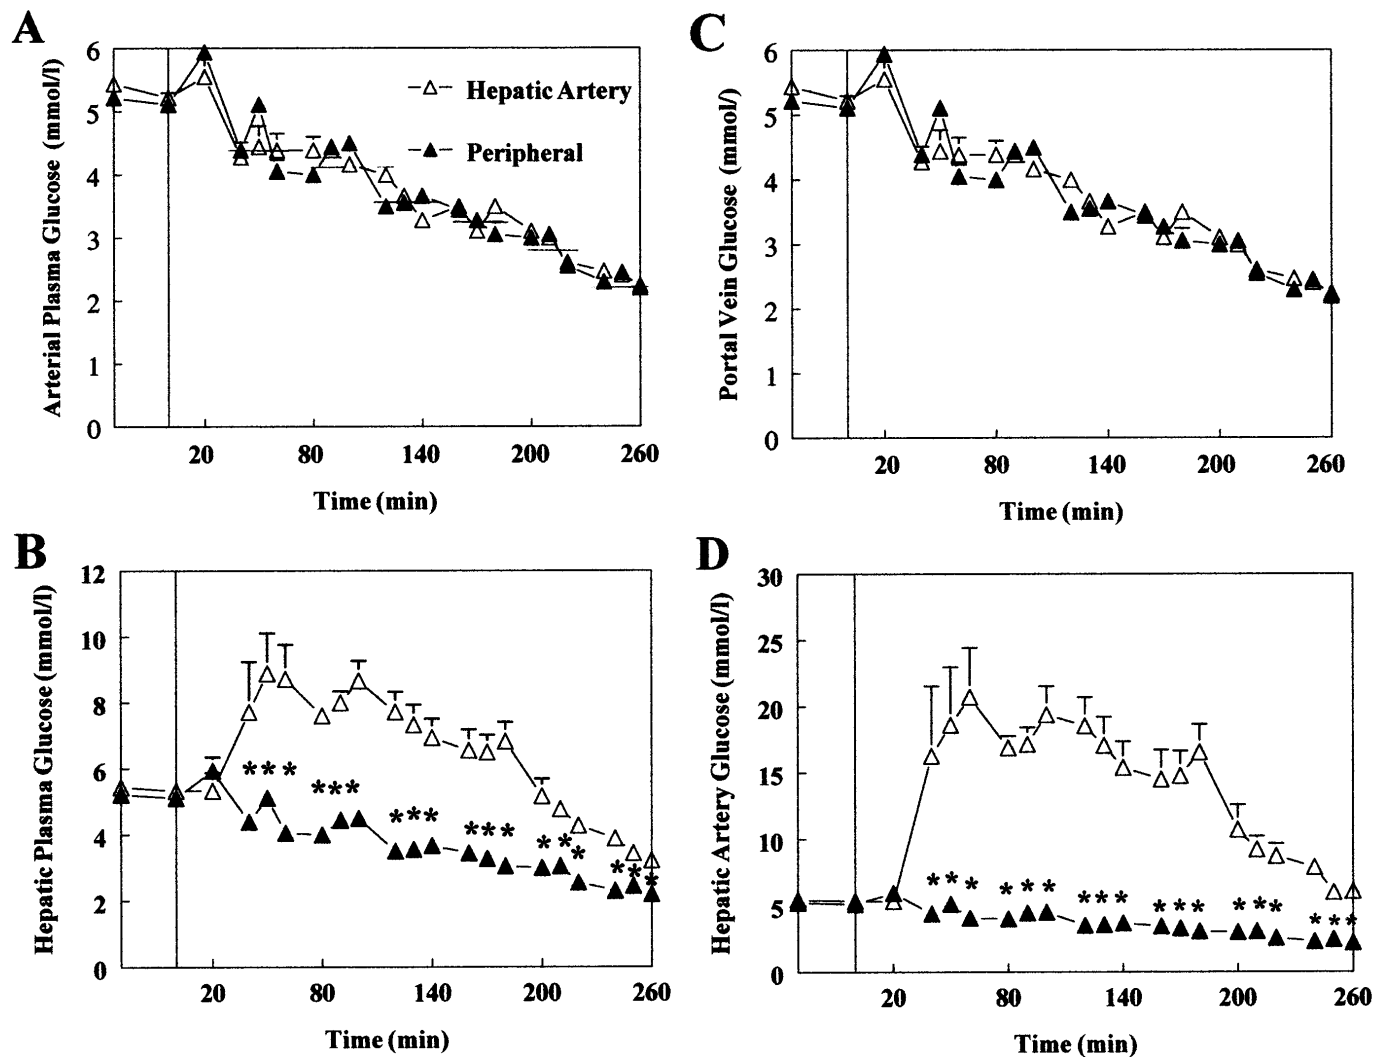 A
Arterial Plasma Glucose (mmol/l)
6
5
4
3
2
1
0
Hepatic Artery
Peripheral
20 80 140 200 260
Time (min)
C
Portal Vein Glucose (mmol/)
6
5
4
3
2
1
0
20 80 140 200 260
Time (min)
B
Hepatic Plasma Glucose (mmol/l)
12
10
8
6
4
2
0
* * *
* * *
* * *
* * *
* * *
* * *
20 80 140 200 260
Time (min)
D
Hepatic Artery Glucose (mmol/l)
30
25
20
15
10
5
0
* * * * * * * * * * * * * * * * * *
20 80 140 200 260
Time (min)